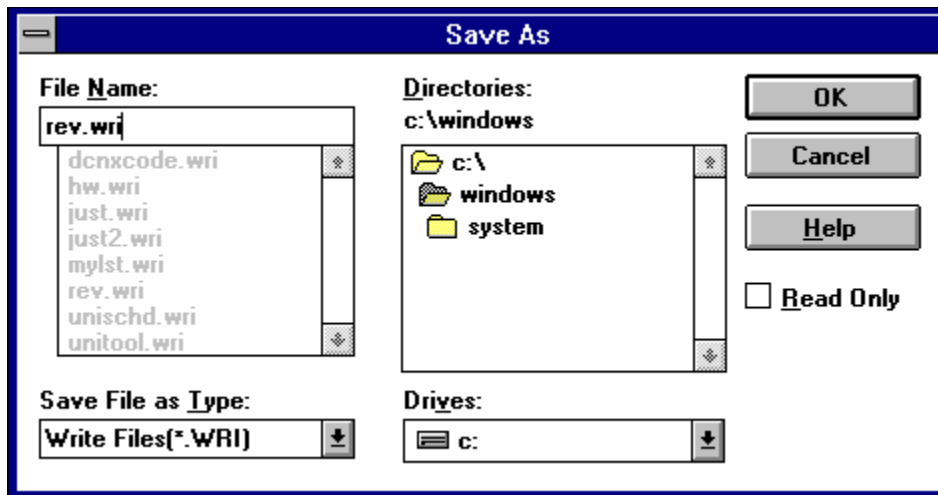 Save As
File Name:
rev.wri
dcnxcode.wri
hw.wri
just.wri
just2.wri
mylst.wri
rev.wri
unischd.wri
unitool.wri
Save File as Type:
Write Files(*.WRI)
Directories:
c:\windows
c:\
windows
system
Drives:
c:
OK
Cancel
Help
Read Only